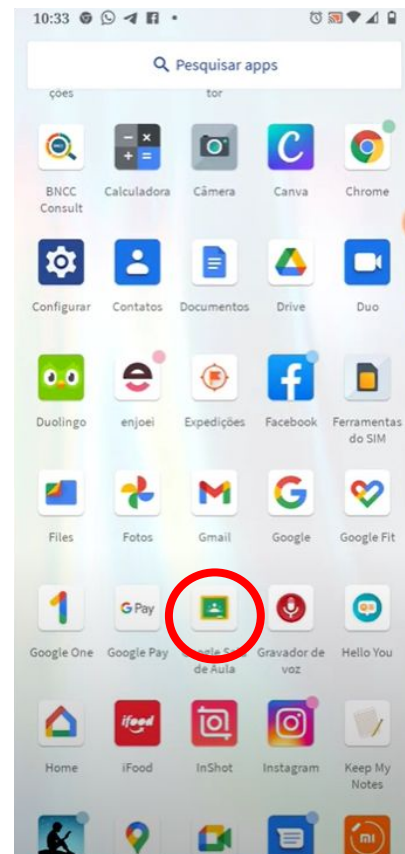 10:33
Pesquisar apps
ções tor
BNCC Consult Calculadora Câmera Canva Chrome
Configurar Contatos Documentos Drive Duo
Duolingo enjoei Expedições Facebook Ferramentas do SIM
Files Fotos Gmail Google Google Fit
G Pay
Google One Google Pay Google Sala de Aula Gravador de voz Hello You
ifood
Home iFood InShot Instagram Keep My Notes